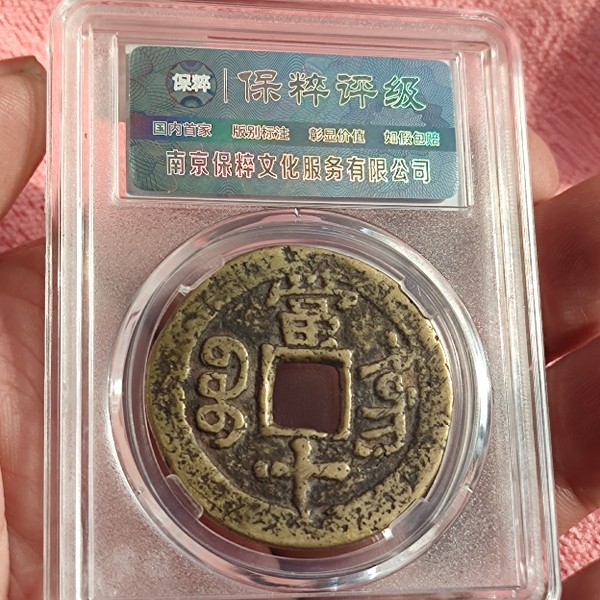 保粹 保粹评级
国内首家 版别标注 彰显价值 如假包赔
南京保粹文化服务有限公司
當
十